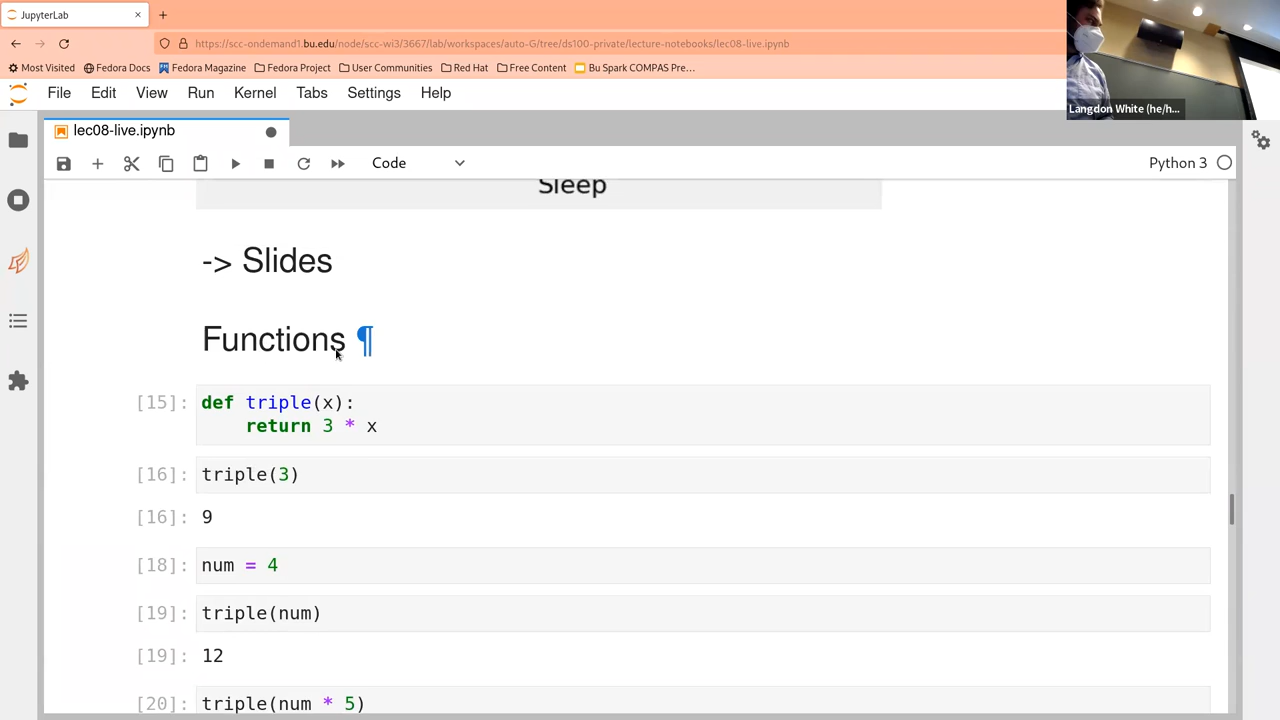 JupyterLab
https://scc-ondemand1.bu.edu/node/scc-wi3/3667/lab/workspaces/auto-G/tree/ds100-private/lecture-notebooks/lec08-live.ipynb
Most Visited Fedora Docs Fedora Magazine Fedora Project User Communities Red Hat Free Content Bu Spark COMPAS Pre…
Langdon White (he/h...
File Edit View Run Kernel Tabs Settings Help
lec08-live.ipynb
Code Python 3
Sleep
-> Slides
Functions ¶
[15]: def triple(x):
return 3 * x
[16]: triple(3)
[16]: 9
[18]: num = 4
[19]: triple(num)
[19]: 12
[20]: triple(num * 5)